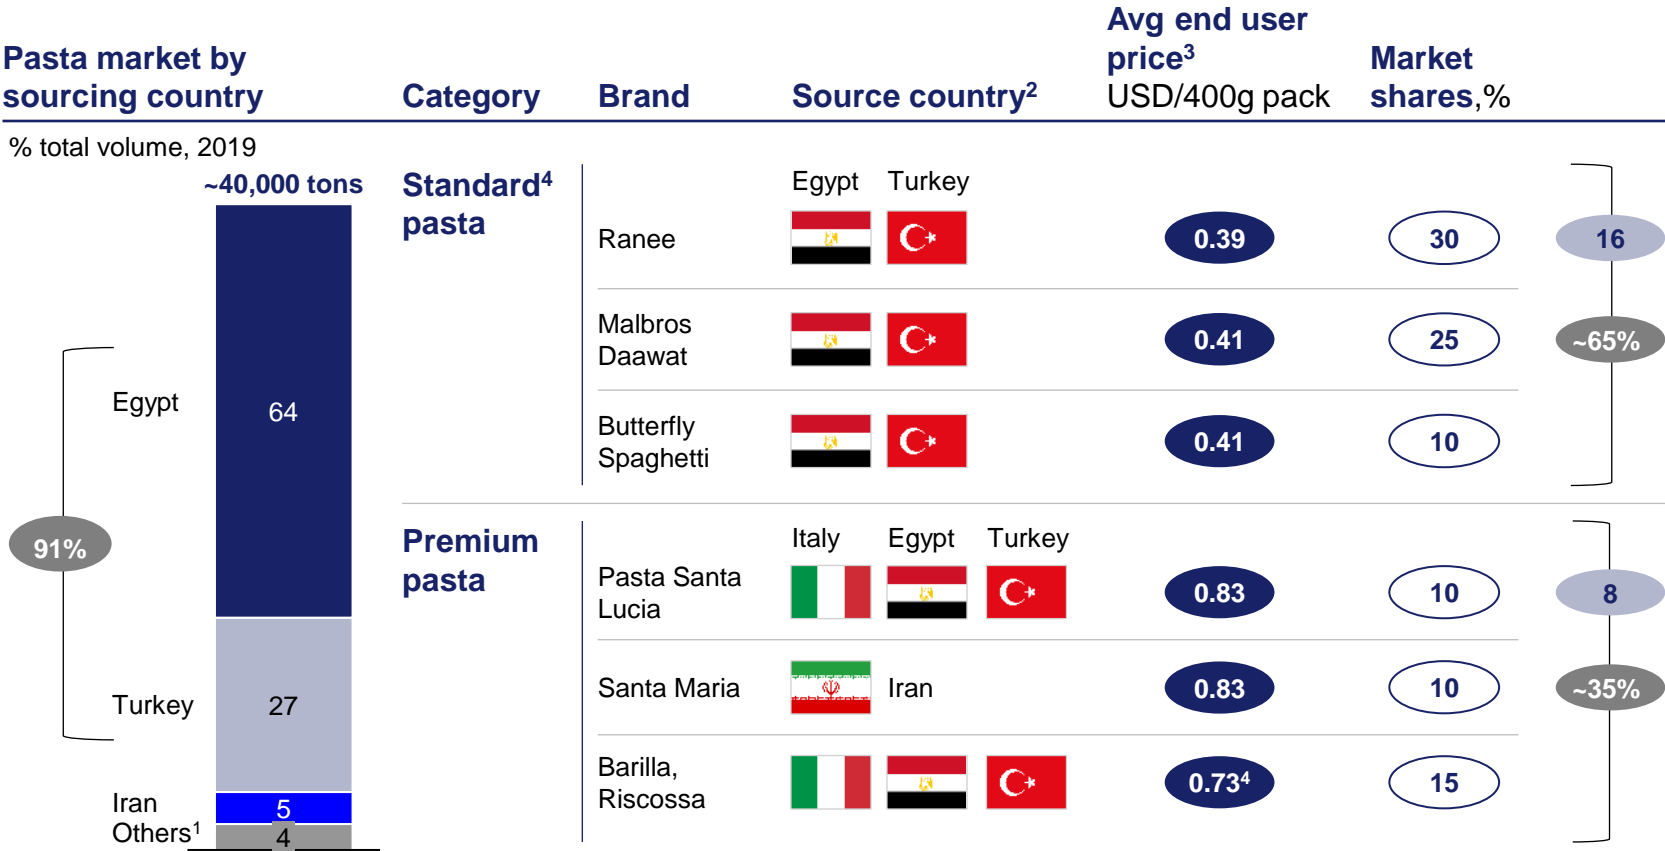 Pasta market by
sourcing country
Category
Brand
Source country2
Avg end user
price3
USD/400g pack
Market
shares,%
% total volume, 2019
~40,000 tons
Egypt
64
Turkey
27
Iran
5
Others1
4
91%
Standard4
pasta
Egypt Turkey
Ranee
0.39
30
16
Malbros
Daawat
0.41
25
~65%
Butterfly
Spaghetti
0.41
10
Premium
pasta
Italy Egypt Turkey
Pasta Santa
Lucia
0.83
10
8
Santa Maria
Iran
0.83
10
~35%
Barilla,
Riscossa
0.734
15